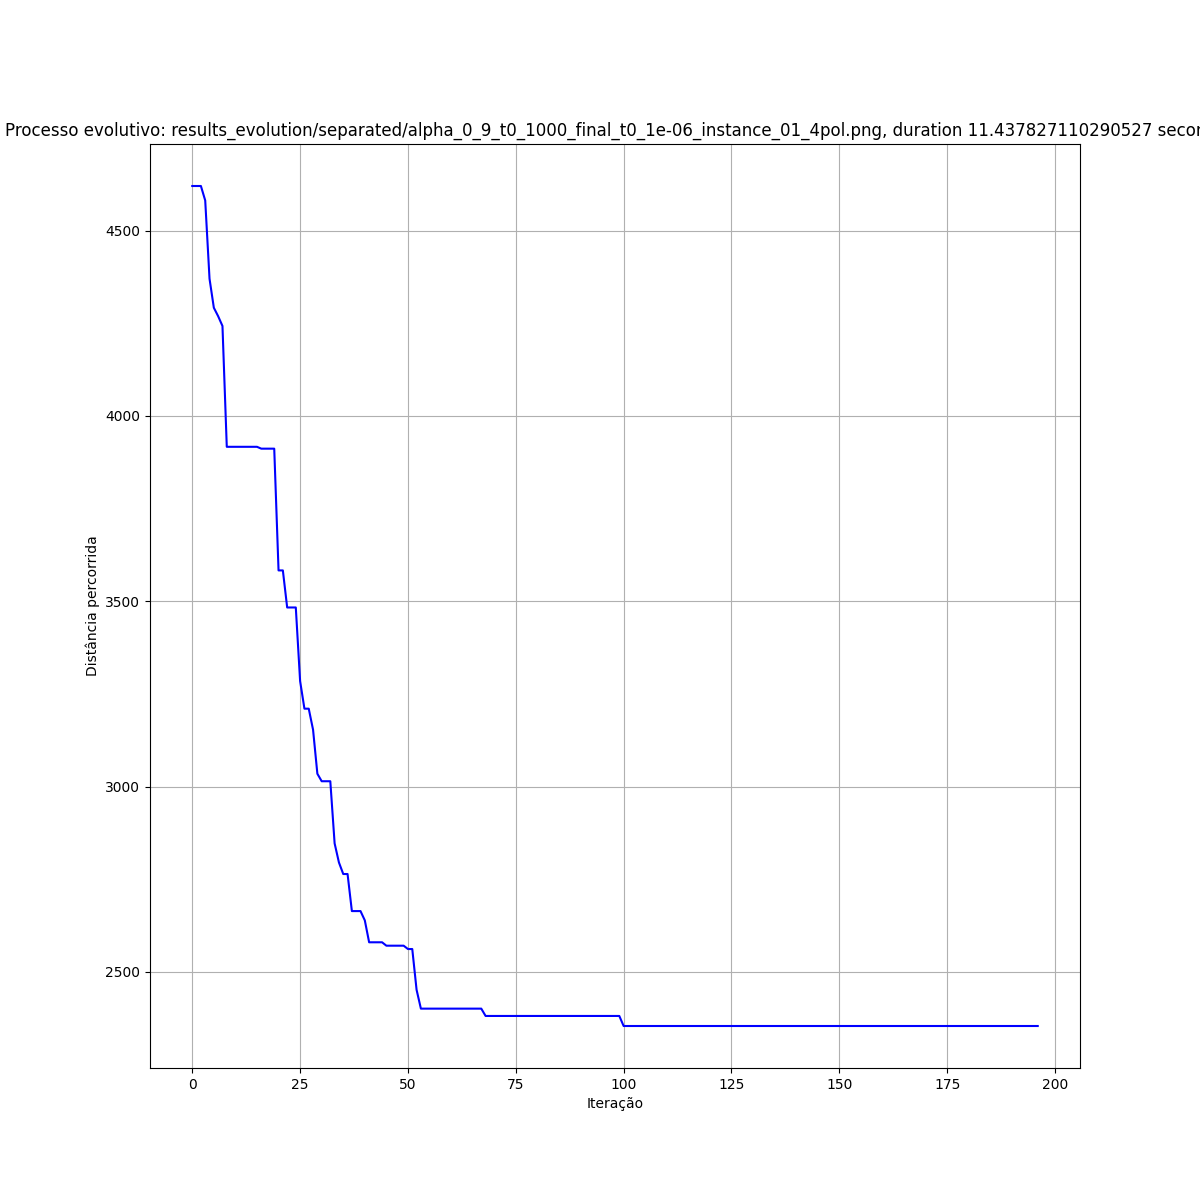 Processo evolutivo: results_evolution/separated/alpha_0_9_t0_1000_final_t0_1e-06_instance_01_4pol.png, duration 11.437827110290527
4500
4000
3500
3000
2500
Distância percorrida
0 25 50 75 100 125 150 175 200
Iteração